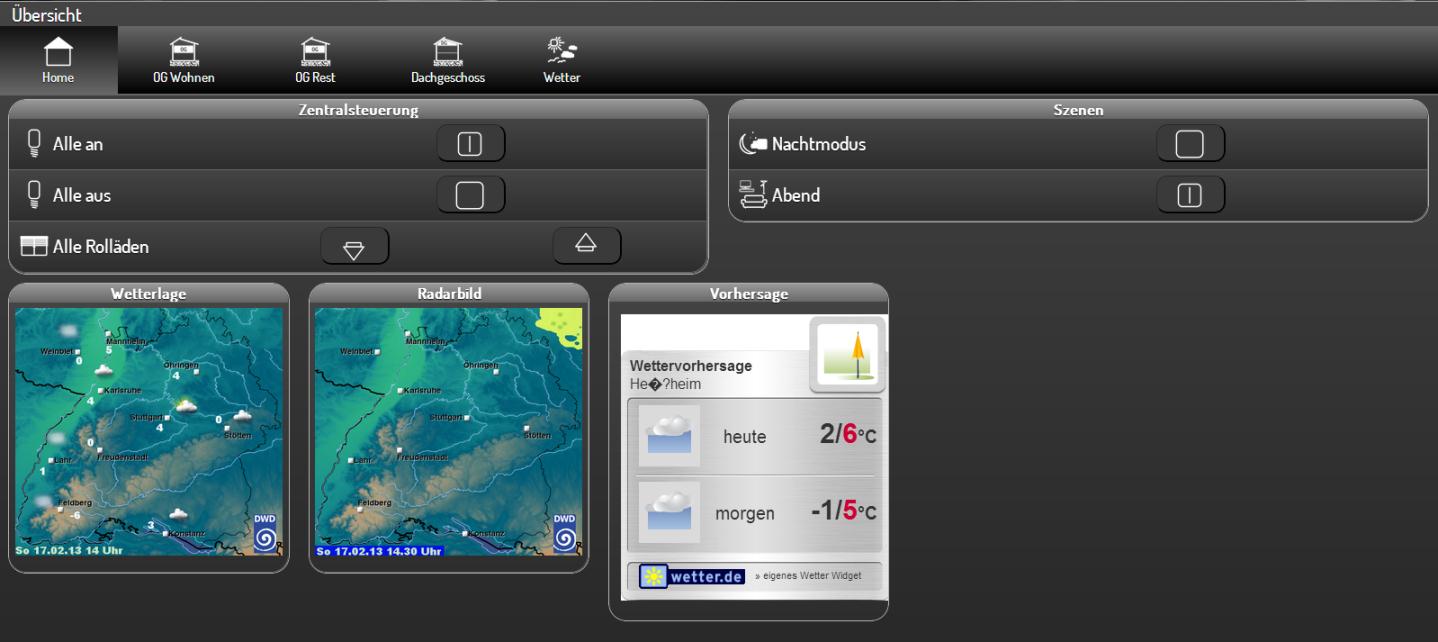 Übersicht
Home
OG Wohnen
OG Rest
Dachgeschoss
Wetter
Zentralsteuerung
Alle an
Alle aus
Alle Rolläden
Szenen
Nachtmodus
Abend
Wetterlage
Mannheim
5
Weinbiet
0
Öhringen
4
Karlsruhe
4
Stuttgart
4
0
Stötten
0
Freudenstadt
Lahr
1
Feldberg
-6
3
Konstanz
DWD
So 17.02.13 14 Uhr
Radarbild
Mannheim
Weinbiet
Öhringen
Karlsruhe
Stuttgart
Stötten
Freudenstadt
Lahr
Feldberg
Konstanz
DWD
So 17.02.13 14.30 Uhr
Vorhersage
Wettervorhersage
He�?heim
heute 2/6°C
morgen -1/5°C
wetter.de » eigenes Wetter Widget